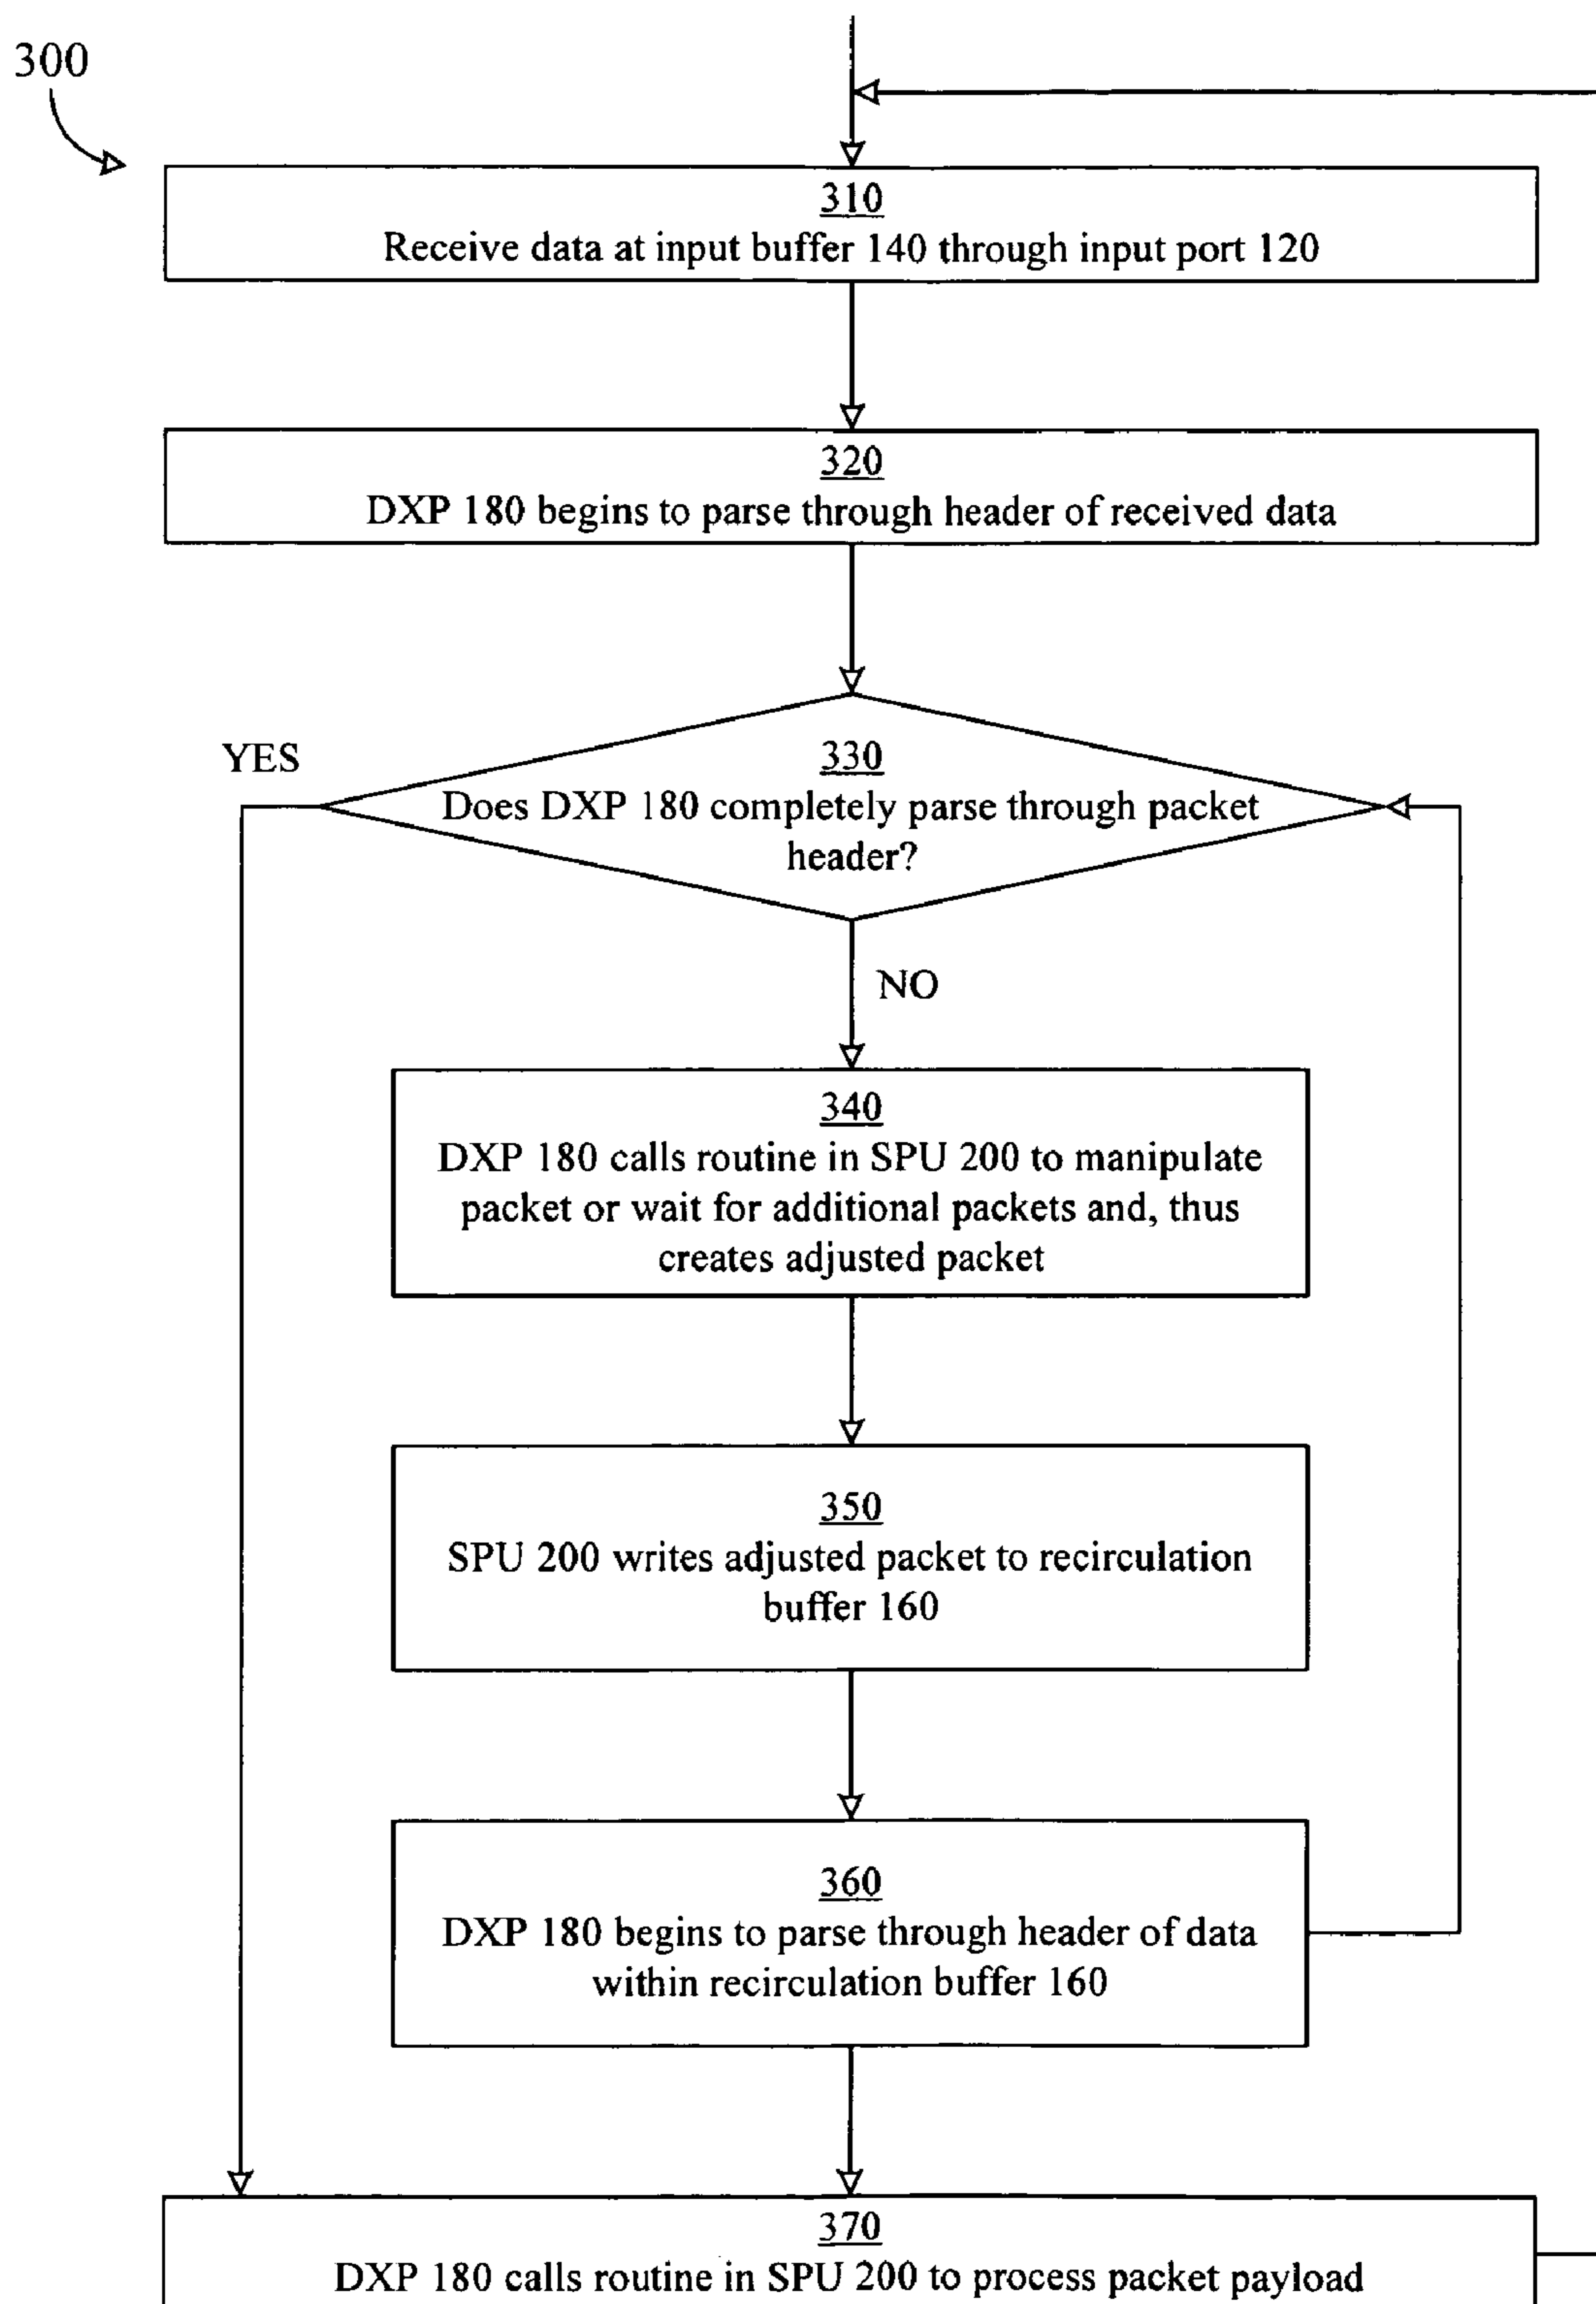 300
310
Receive data at input buffer 140 through input port 120
320
DXP 180 begins to parse through header of received data
YES
330
Does DXP 180 completely parse through packet
header?
NO
340
DXP 180 calls routine in SPU 200 to manipulate
packet or wait for additional packets and, thus
creates adjusted packet
350
SPU 200 writes adjusted packet to recirculation
buffer 160
360
DXP 180 begins to parse through header of data
within recirculation buffer 160
370
DXP 180 calls routine in SPU 200 to process packet payload